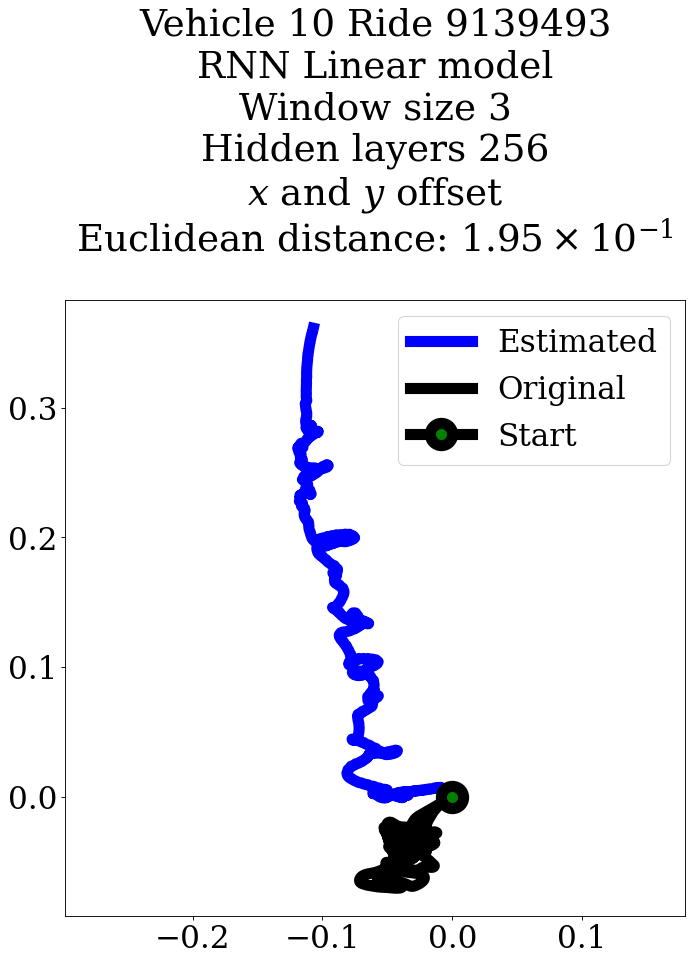 Vehicle 10 Ride 9139493
RNN Linear model
Window size 3
Hidden layers 256
x and y offset
Euclidean distance: 1.95 × 10⁻¹
Estimated
Original
Start
0.3
0.2
0.1
0.0
−0.2 −0.1 0.0 0.1